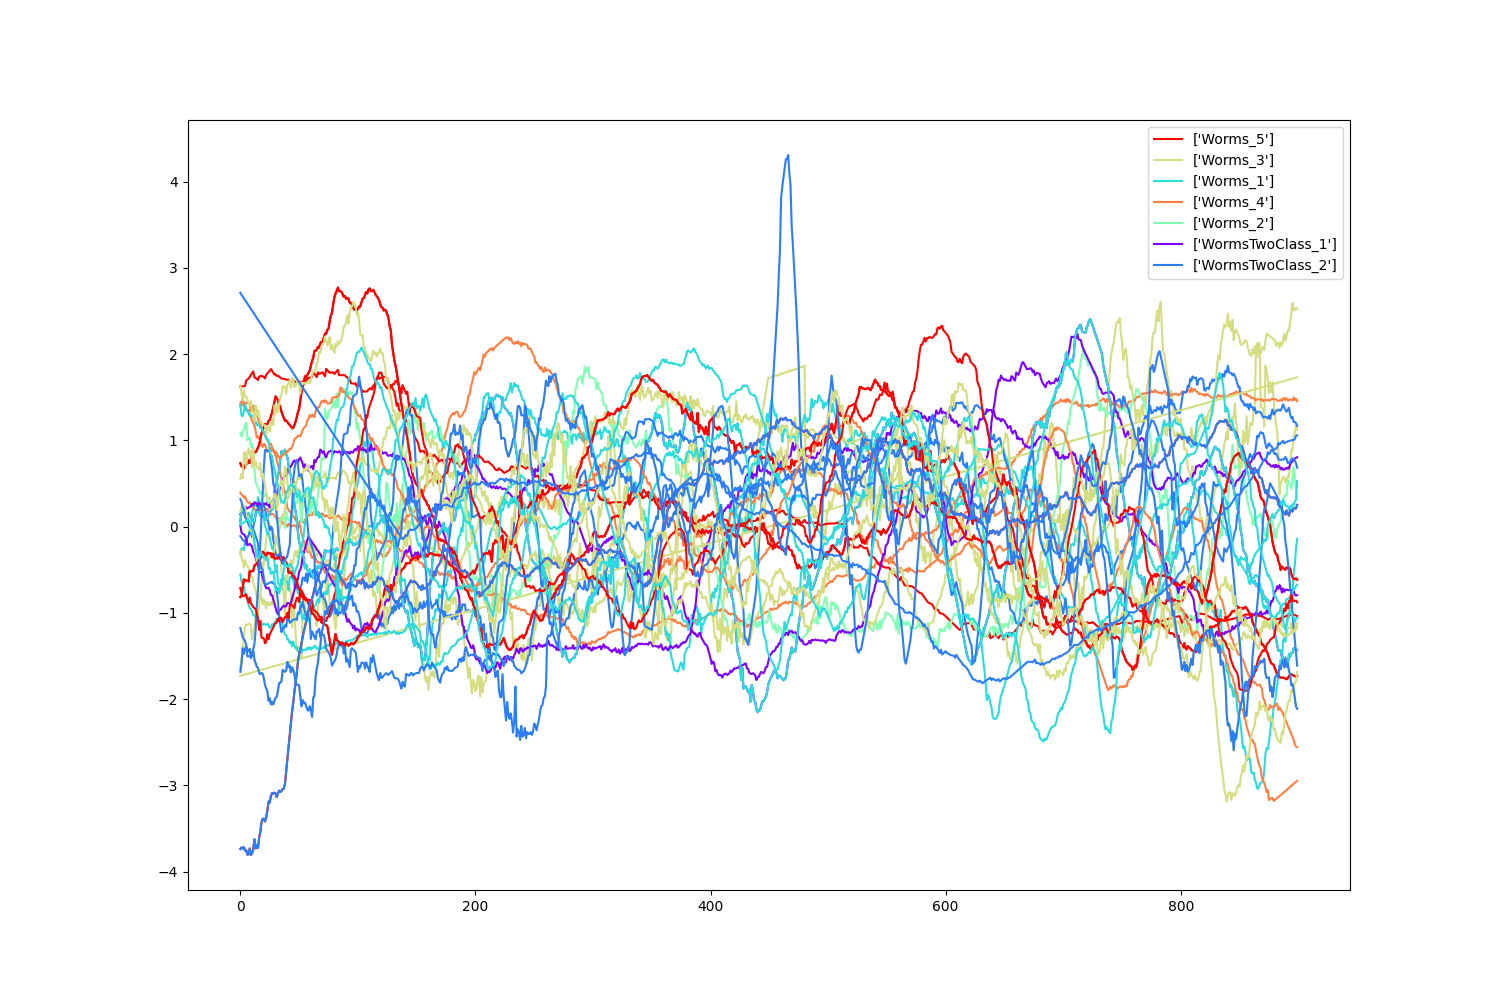 ['Worms_5']
['Worms_3']
['Worms_1']
['Worms_4']
['Worms_2']
['WormsTwoClass_1']
['WormsTwoClass_2']
4
3
2
1
0
−1
−2
−3
−4
0 200 400 600 800